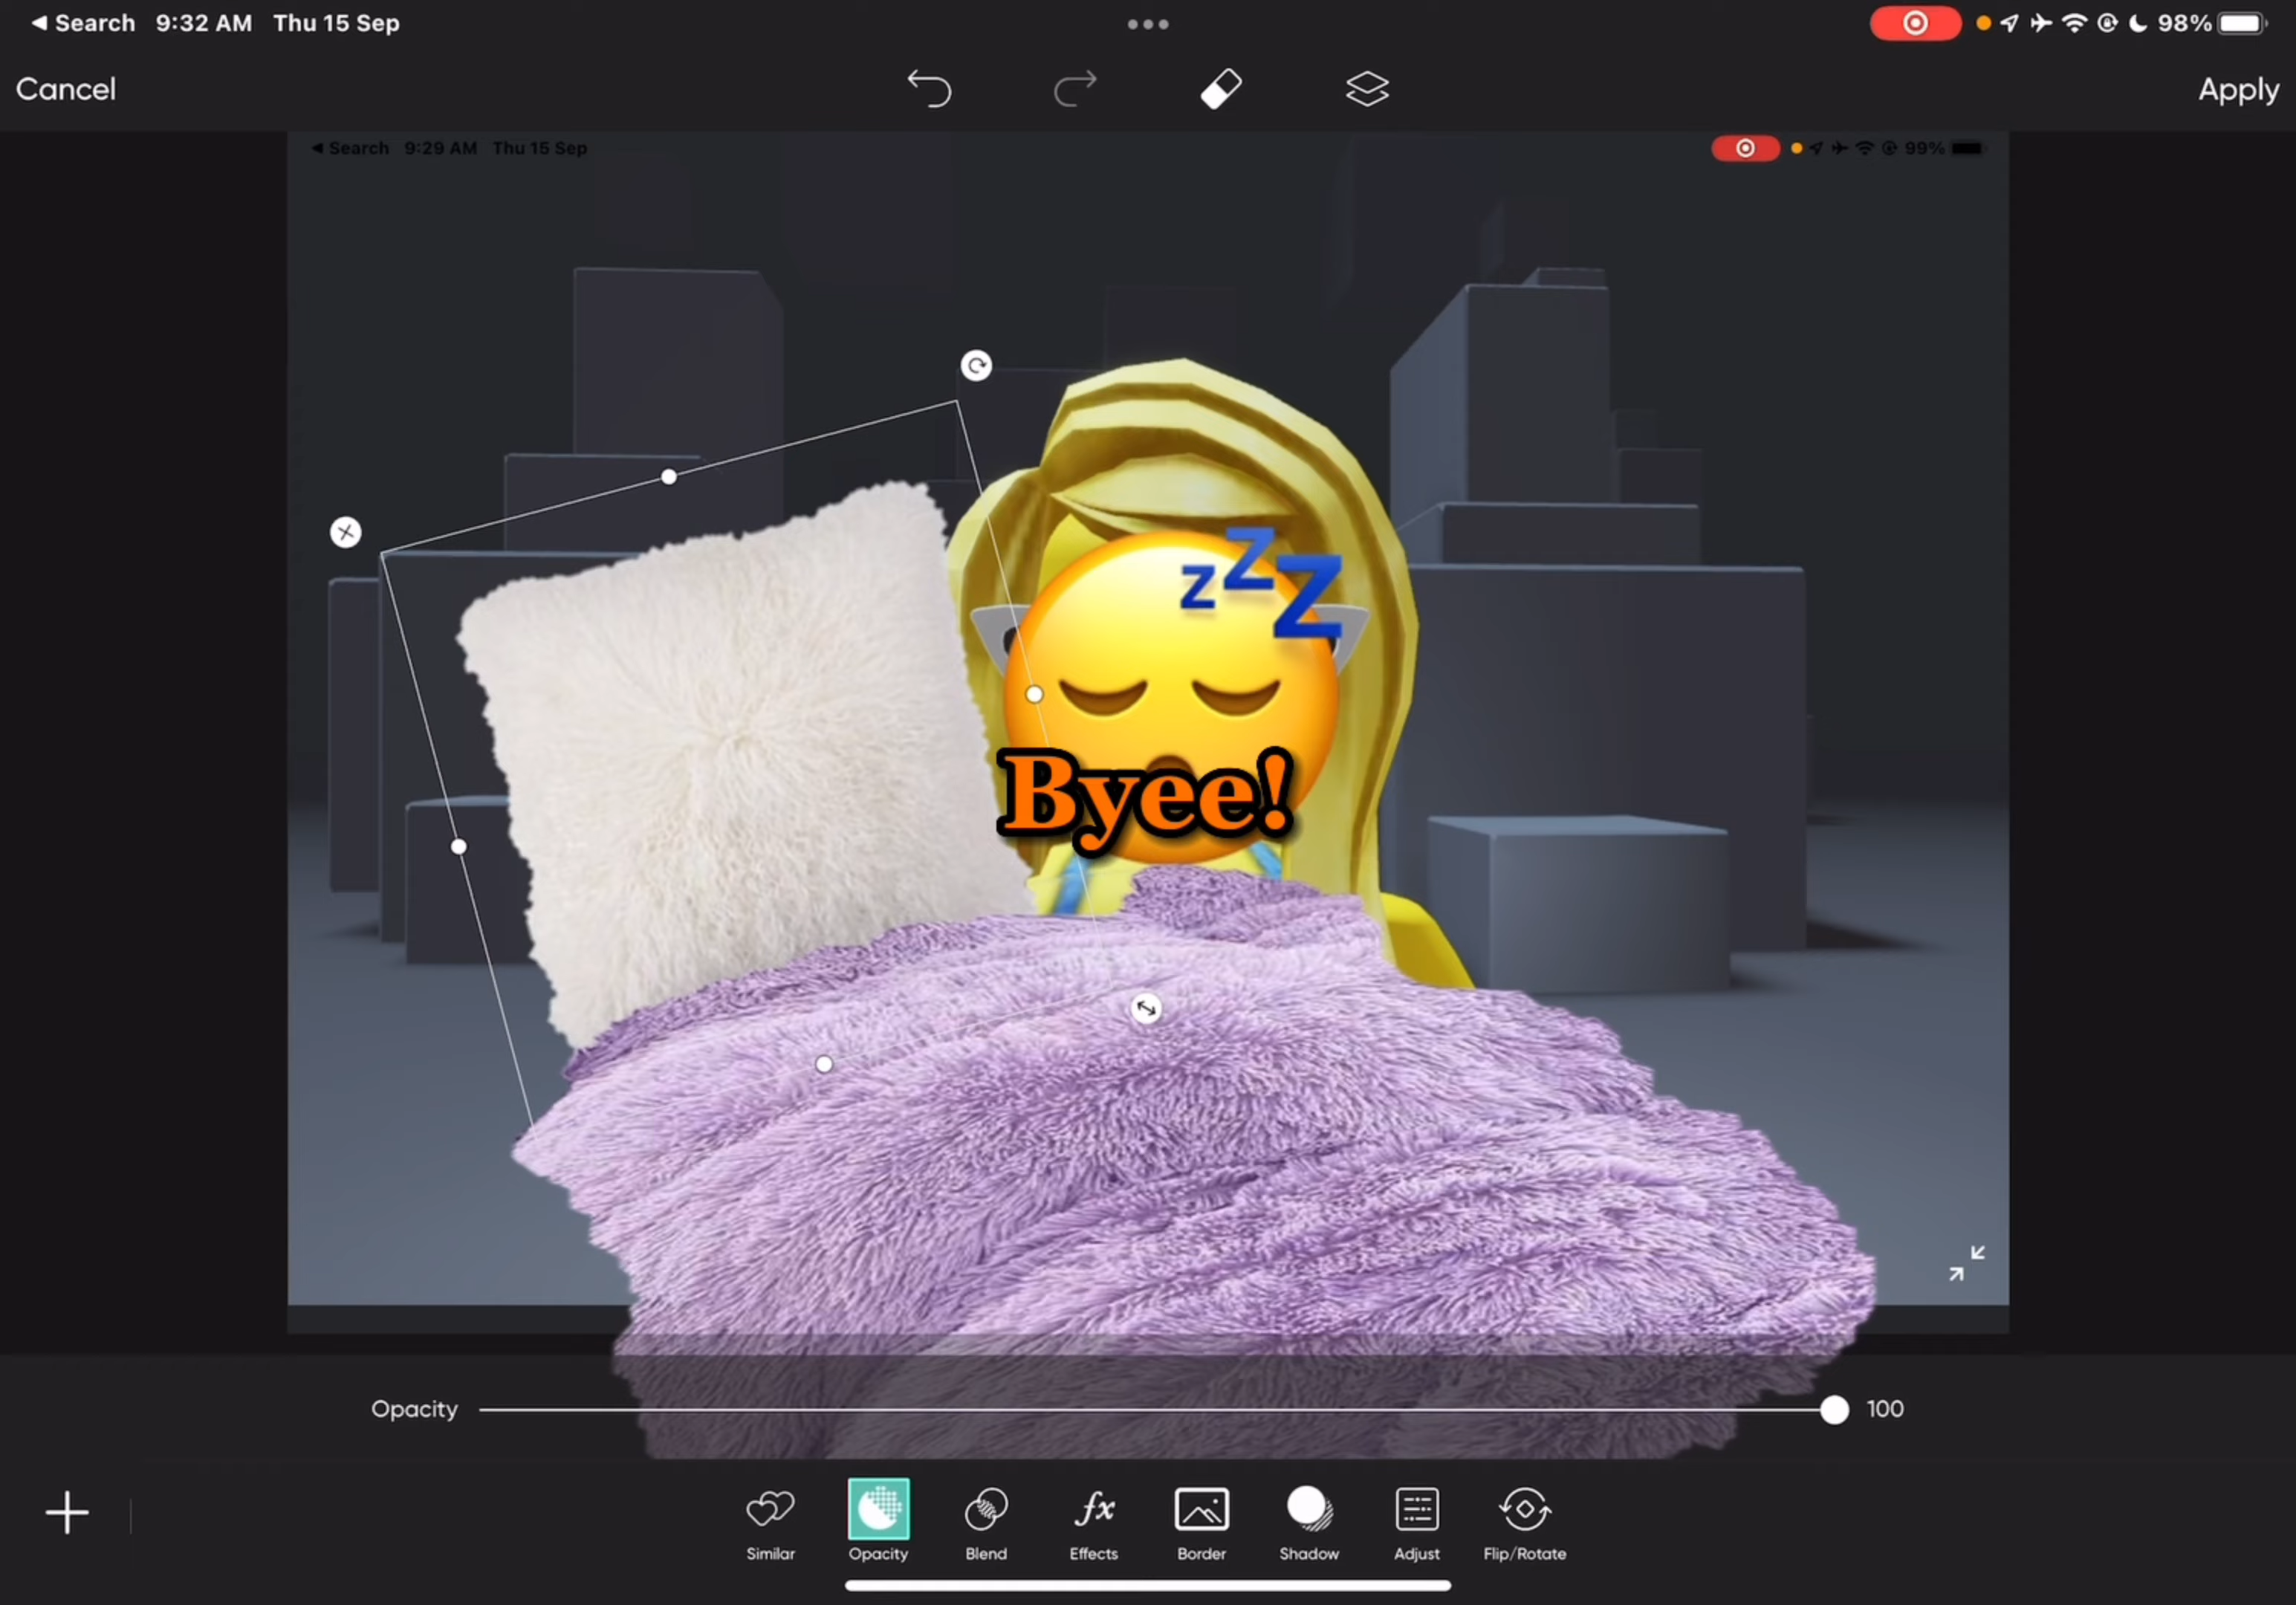 Search 9:32 AM Thu 15 Sep 98%
Cancel Apply
Search 9:29 AM Thu 15 Sep 99%
z z Z
Byee!
Opacity 100
Similar Opacity Blend fx Effects Border Shadow Adjust Flip/Rotate